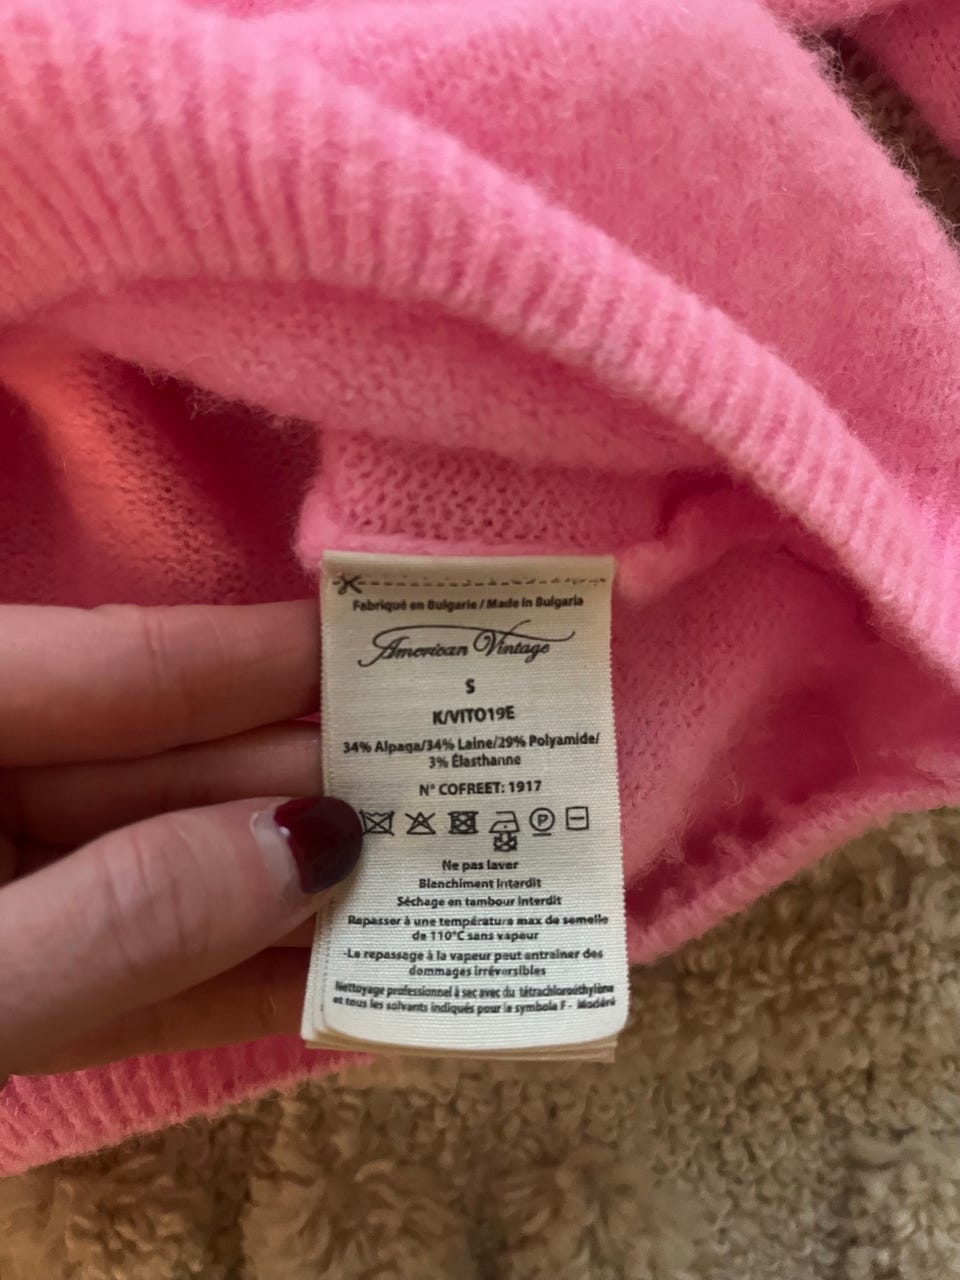 Fabriqué en Bulgarie / Made in Bulgaria
American Vintage
S
K/VITO19E
34% Alpaga/34% Laine/29% Polyamide/
3% Élasthanne
N° COFREET: 1917
P
Ne pas laver
Blanchiment Interdit
Séchage en tambour interdit
Repasser à une température max de semelle
de 110°C sans vapeur
-Le repassage à la vapeur peut entraîner des
dommages irréversibles
Nettoyage professionnel à sec avec du tétrachloroéthylène
et tous les solvants indiqués pour le symbole F - Modéré